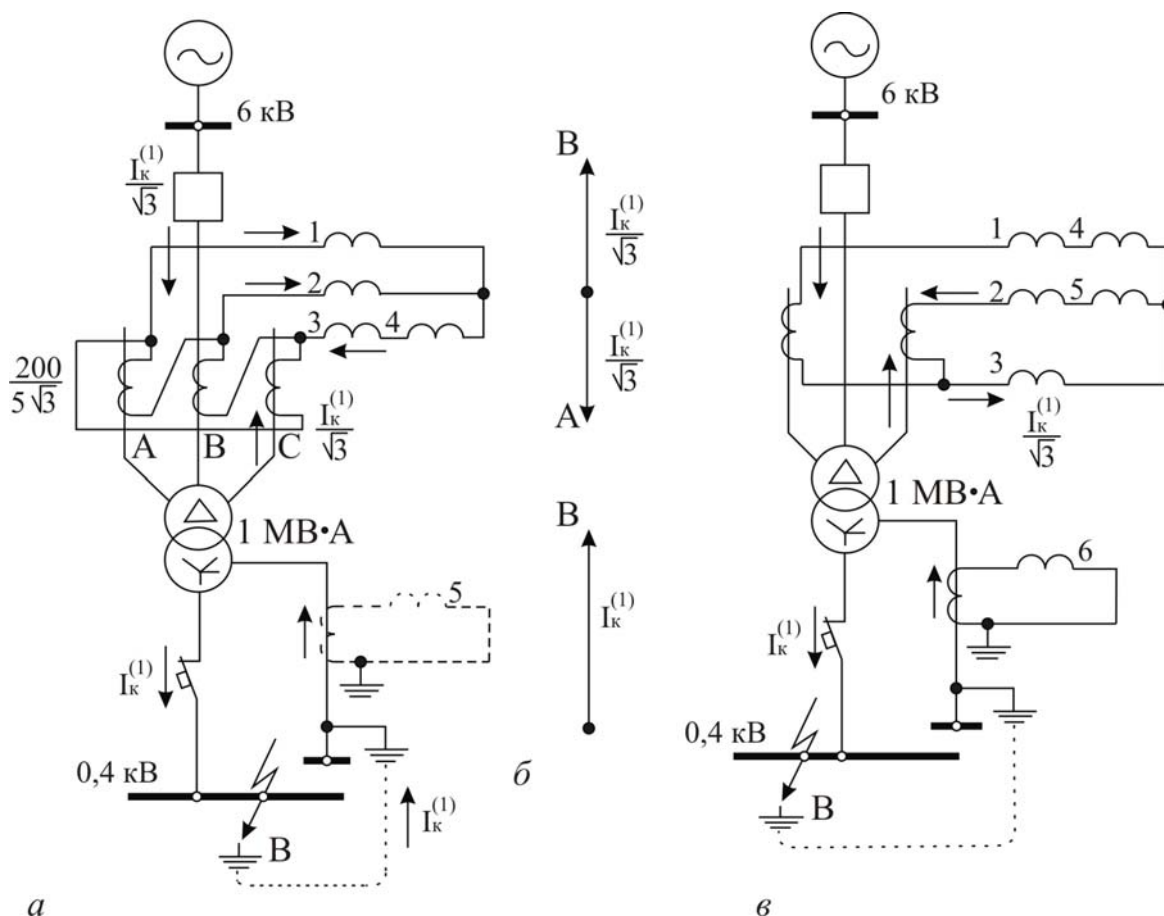 6 кВ
I_к^(1)
√3
1
2
3 4
200
5√3
I_к^(1)
√3
A B C
1 МВ•А
5
I_к^(1)
0,4 кВ
B
I_к^(1)
а
B
I_к^(1)
√3
I_к^(1)
√3
A
B
I_к^(1)
б
6 кВ
1 4
2 5
3
I_к^(1)
√3
1 МВ•А
6
I_к^(1)
0,4 кВ
B
в